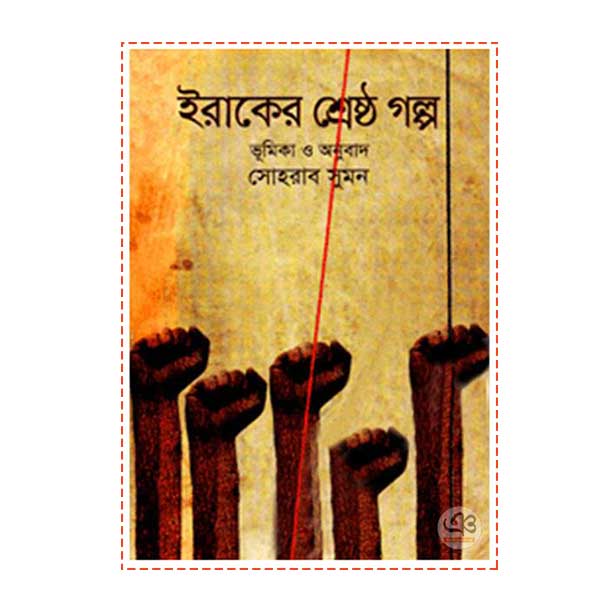 ইরাকের শ্রেষ্ঠ গল্প
ভূমিকা ও অনুবাদ
সোহরাব সুমন